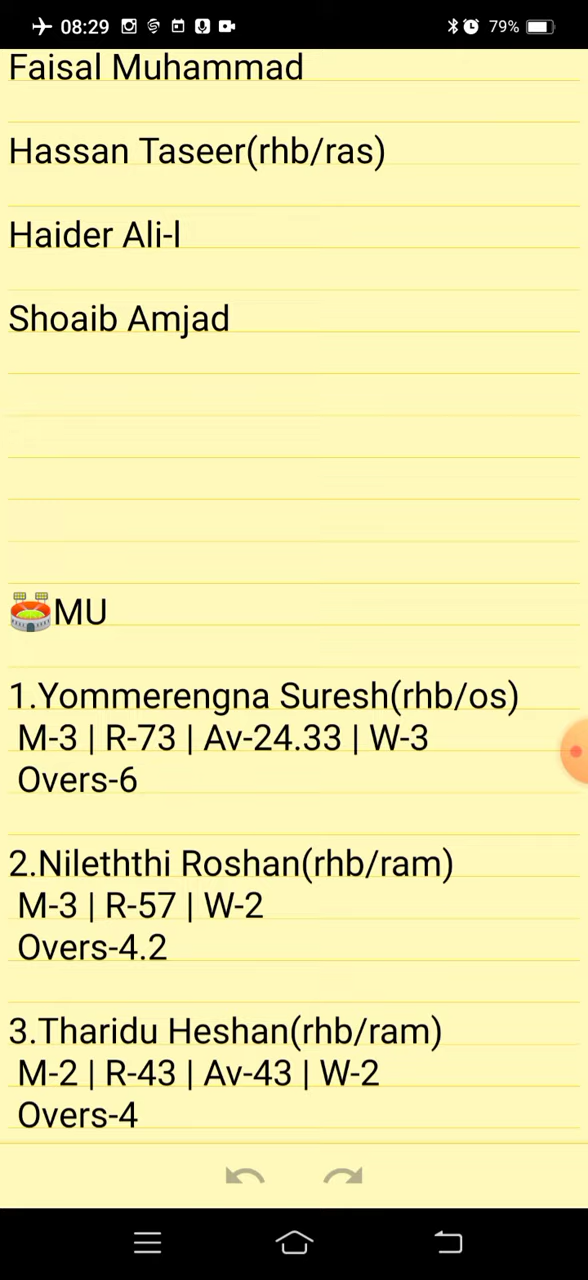 08:29
79%
Faisal Muhammad
Hassan Taseer(rhb/ras)
Haider Ali-l
Shoaib Amjad
🏟MU
1.Yommerengna Suresh(rhb/os)
M-3 | R-73 | Av-24.33 | W-3
Overs-6
2.Nileththi Roshan(rhb/ram)
M-3 | R-57 | W-2
Overs-4.2
3.Tharidu Heshan(rhb/ram)
M-2 | R-43 | Av-43 | W-2
Overs-4